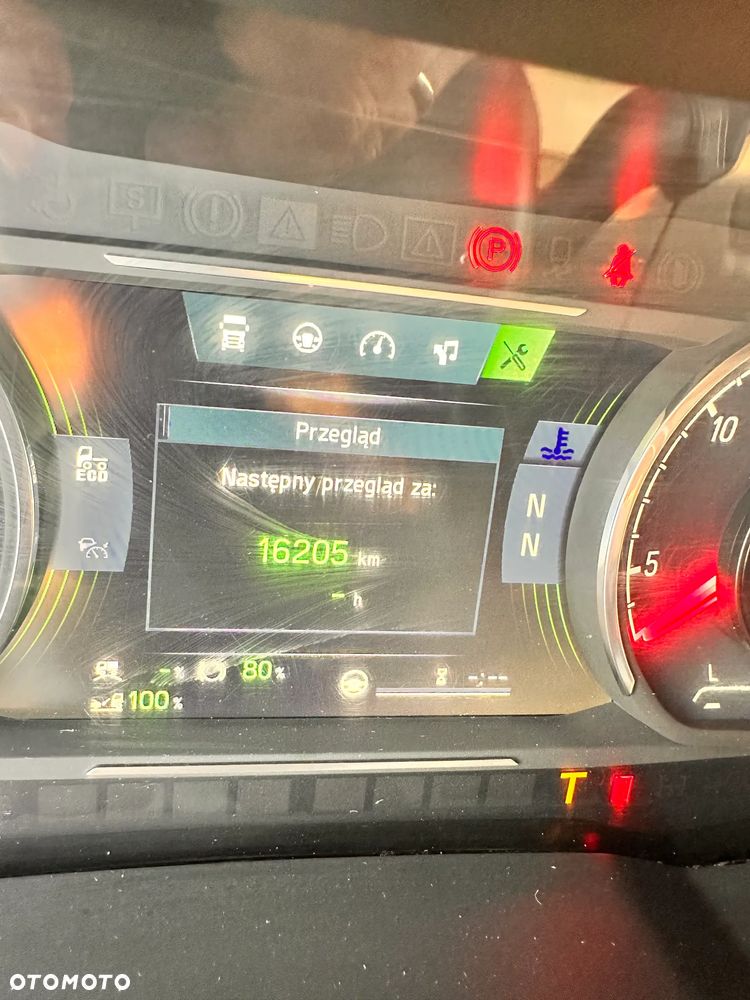 S
P
Przegląd
Następny przegląd za:
ECO
16205 km
- h
N
N
10
5
- %
80 %
-:--
100 %
L
T
OTOMOTO